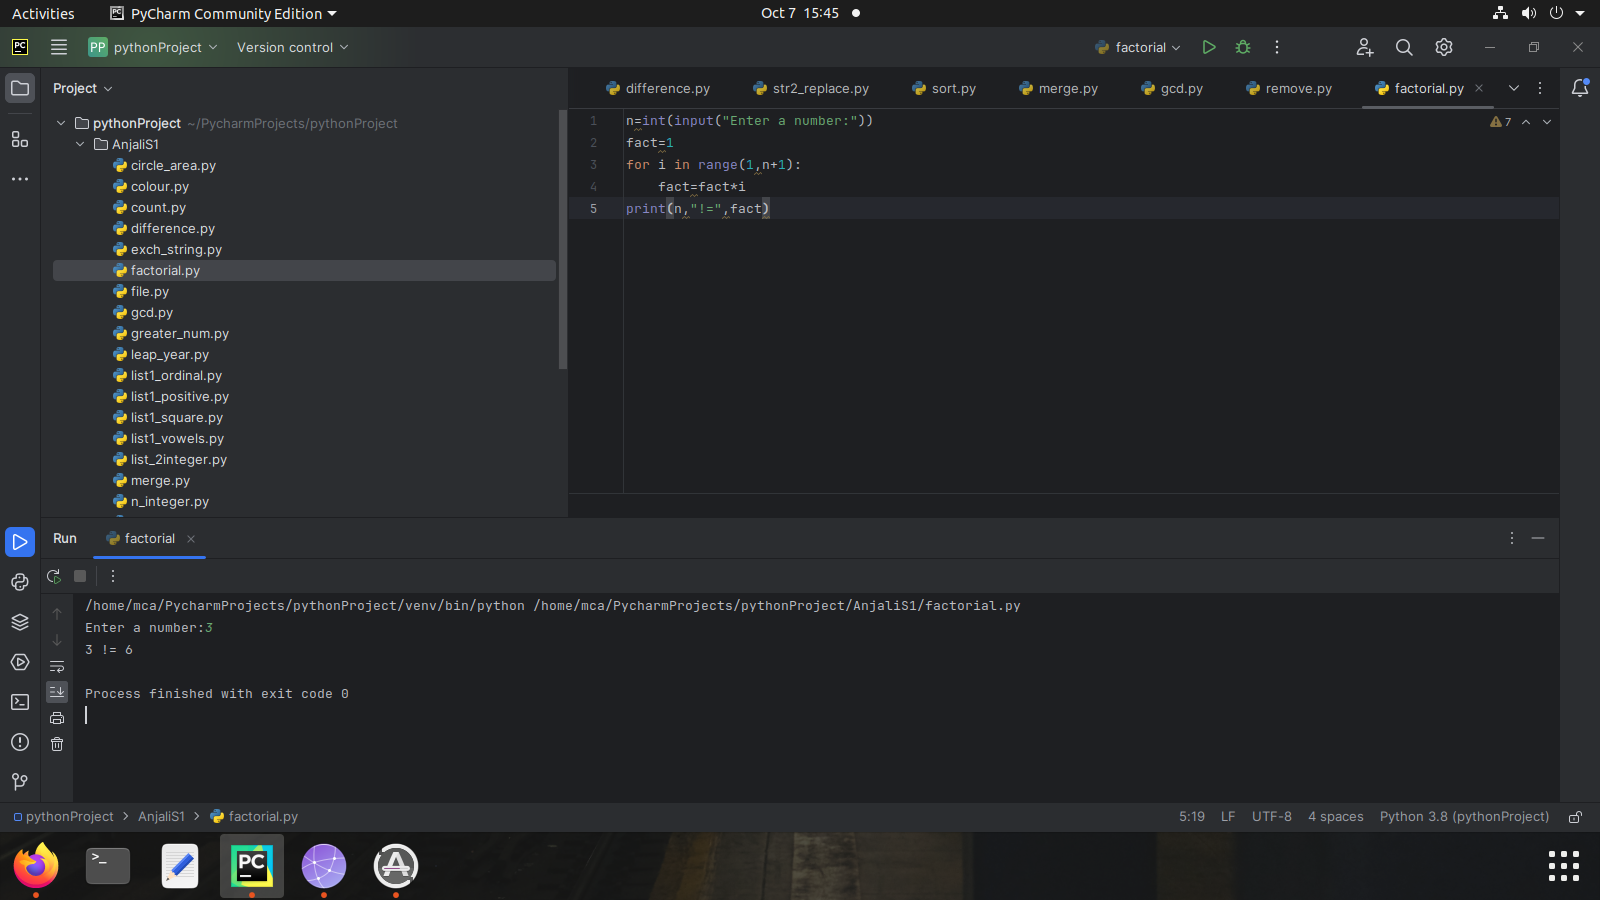 Activities PyCharm Community Edition Oct 7 15:45
PC PP pythonProject Version control factorial
Project
difference.py str2_replace.py sort.py merge.py gcd.py remove.py factorial.py
pythonProject ~/PycharmProjects/pythonProject
AnjaliS1
circle_area.py
colour.py
count.py
difference.py
exch_string.py
factorial.py
file.py
gcd.py
greater_num.py
leap_year.py
list1_ordinal.py
list1_positive.py
list1_square.py
list1_vowels.py
list_2integer.py
merge.py
n_integer.py
1 n=int(input("Enter a number:")) 7
2 fact=1
3 for i in range(1,n+1):
4 fact=fact*i
5 print(n,"!=",fact)
Run factorial
/home/mca/PycharmProjects/pythonProject/venv/bin/python /home/mca/PycharmProjects/pythonProject/AnjaliS1/factorial.py
Enter a number:3
3 != 6
Process finished with exit code 0
pythonProject > AnjaliS1 > factorial.py 5:19 LF UTF-8 4 spaces Python 3.8 (pythonProject)
>_ PC